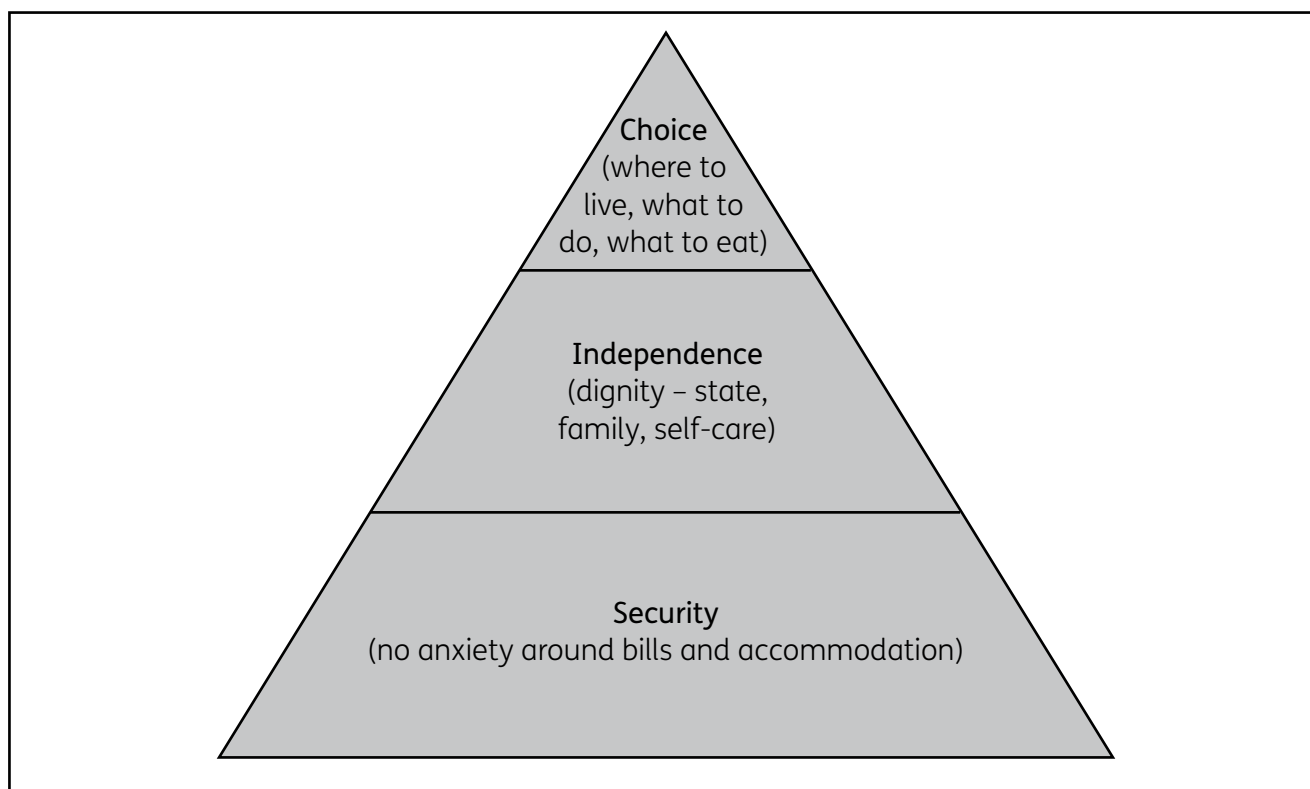 Choice
(where to
live, what to
do, what to eat)
Independence
(dignity – state,
family, self-care)
Security
(no anxiety around bills and accommodation)